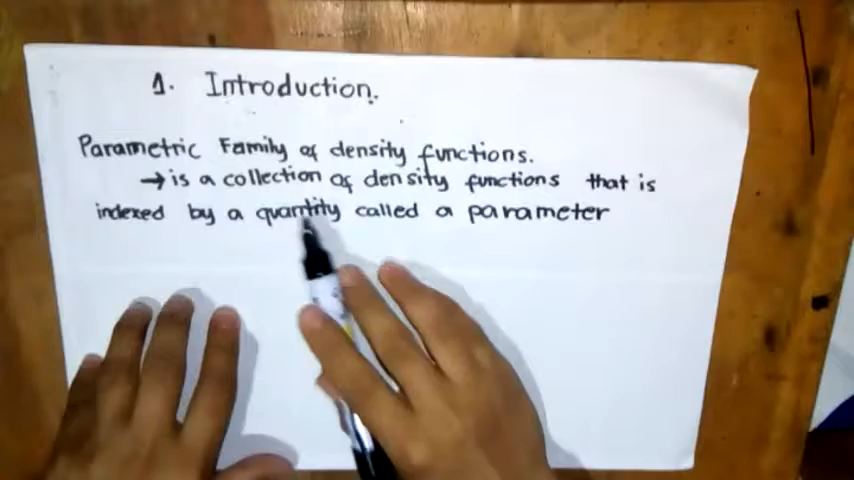 1. Introduction.
Parametric Family of density functions.
→ is a collection of density functions that is
indexed by a quantity called a parameter